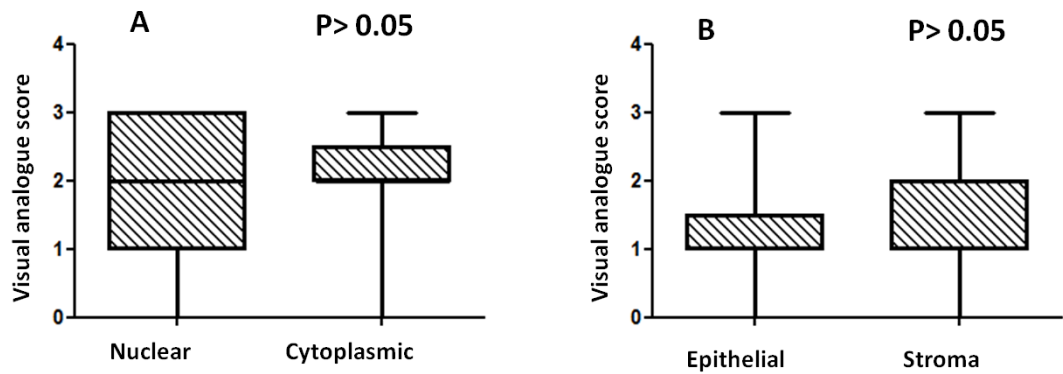 A
P> 0.05
Visual analogue score
4
3
2
1
0
Nuclear
Cytoplasmic
B
P> 0.05
Visual analogue score
4
3
2
1
0
Epithelial
Stroma